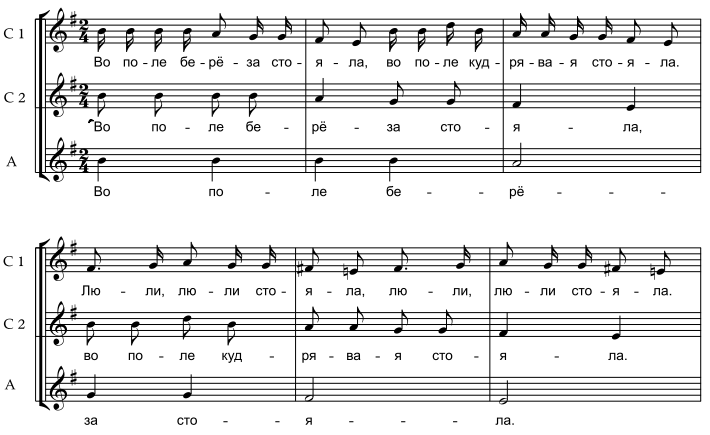 C 1
Во по - ле бе - рё - за сто - я - ла, во по - ле куд - ря - ва - я сто - я - ла.
C 2
Во по - ле бе - рё - за сто - я - ла,
A
Во по - ле бе - рё - - -
C 1
Лю - ли, лю - ли сто - я - ла, лю - ли, лю - ли сто - я - ла.
C 2
во по - ле куд - ря - ва - я сто - я - ла.
A
за сто - - я - - - ла.